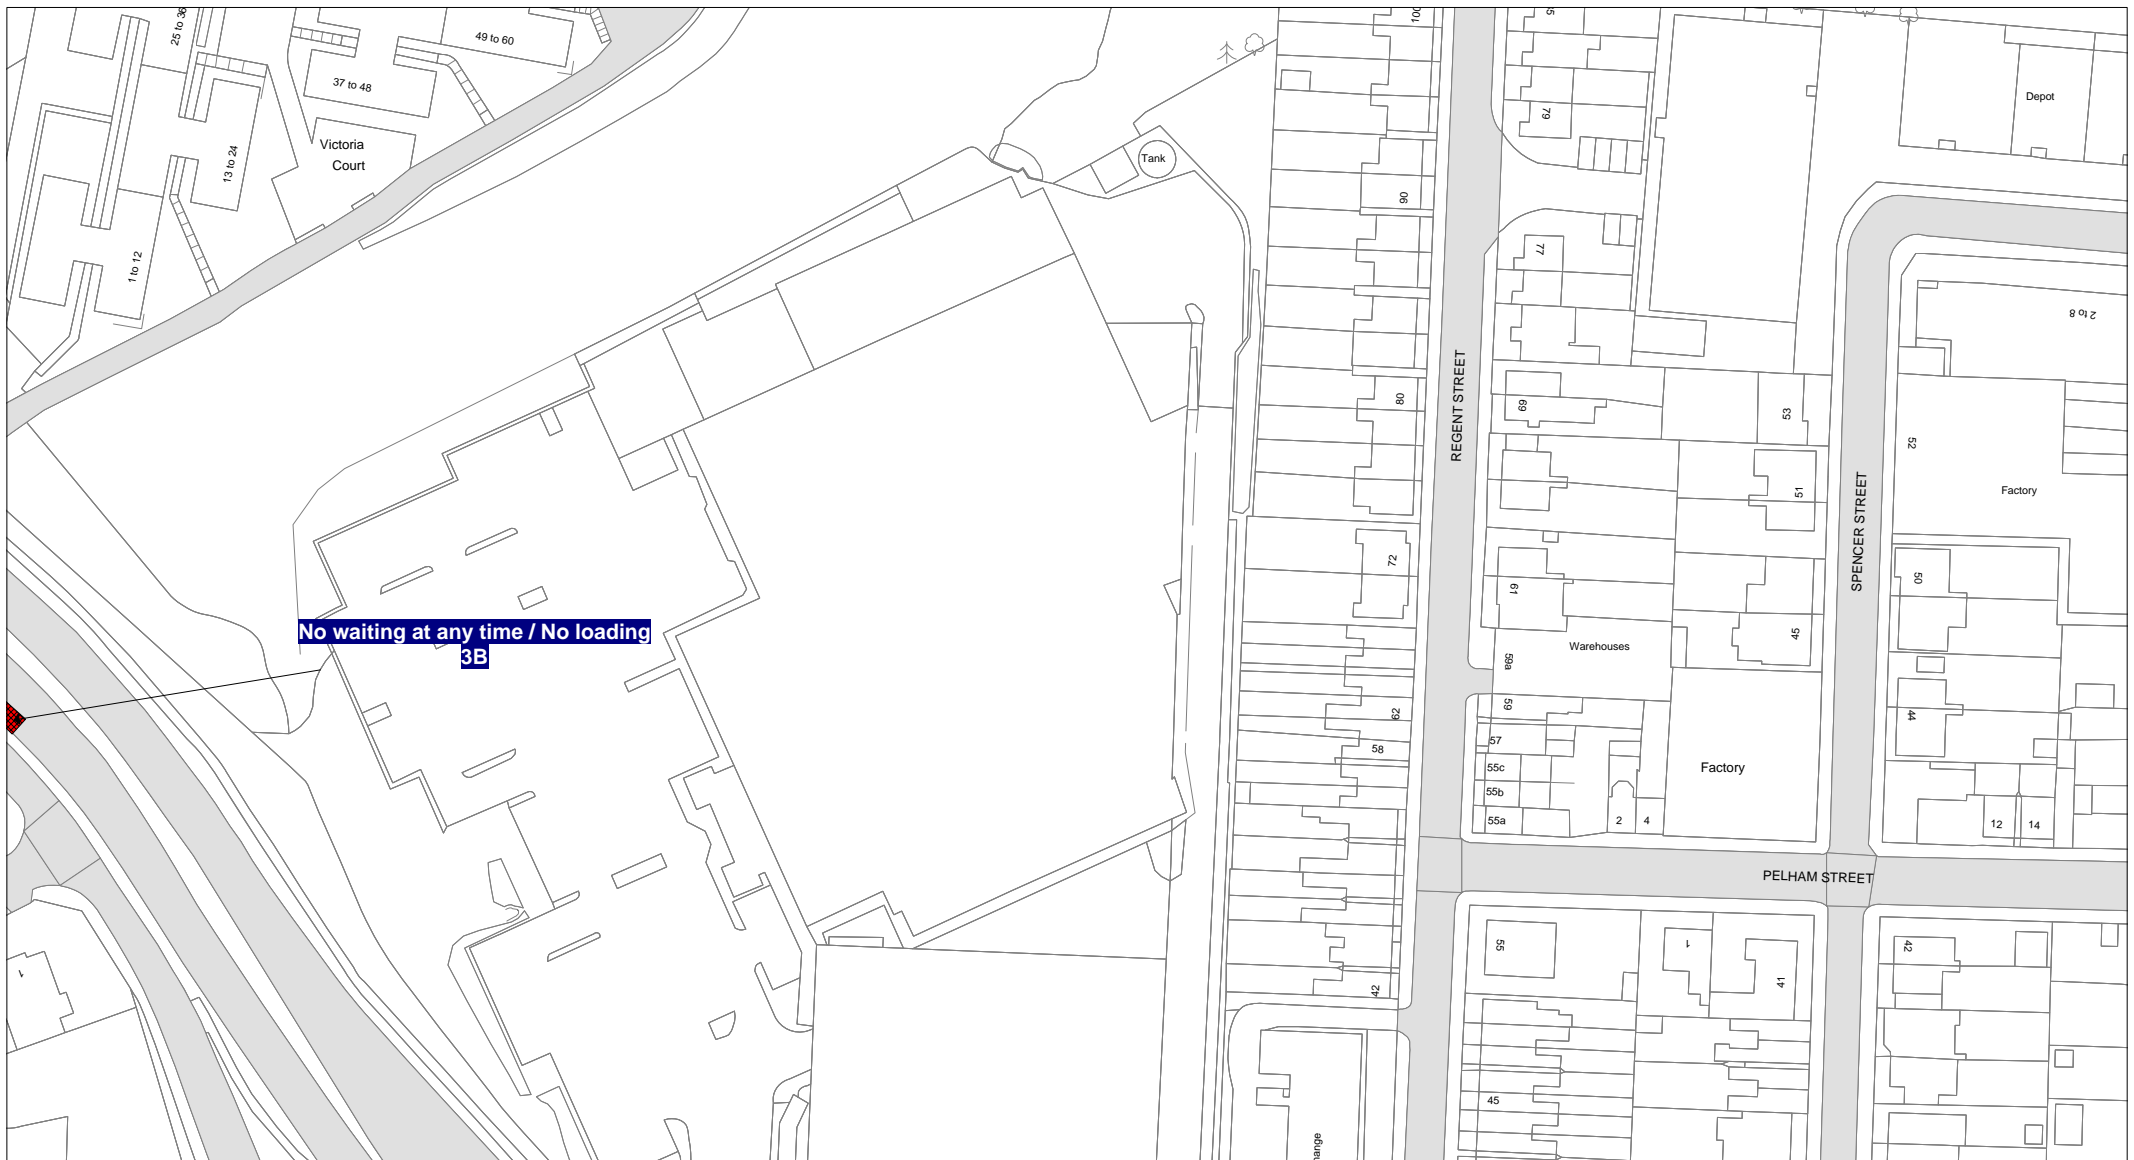 25 to 36
49 to 60
37 to 48
Victoria
Court
13 to 24
1 to 12
Tank
100
96
80
72
62
58
42
REGENT STREET
79
77
69
61
59a
59
57
55c
55b
55a
2
4
Warehouses
Factory
53
51
45
SPENCER STREET
Depot
2 to 8
52
Factory
50
44
12
14
PELHAM STREET
No waiting at any time / No loading
3B
55
1
41
42
45
1